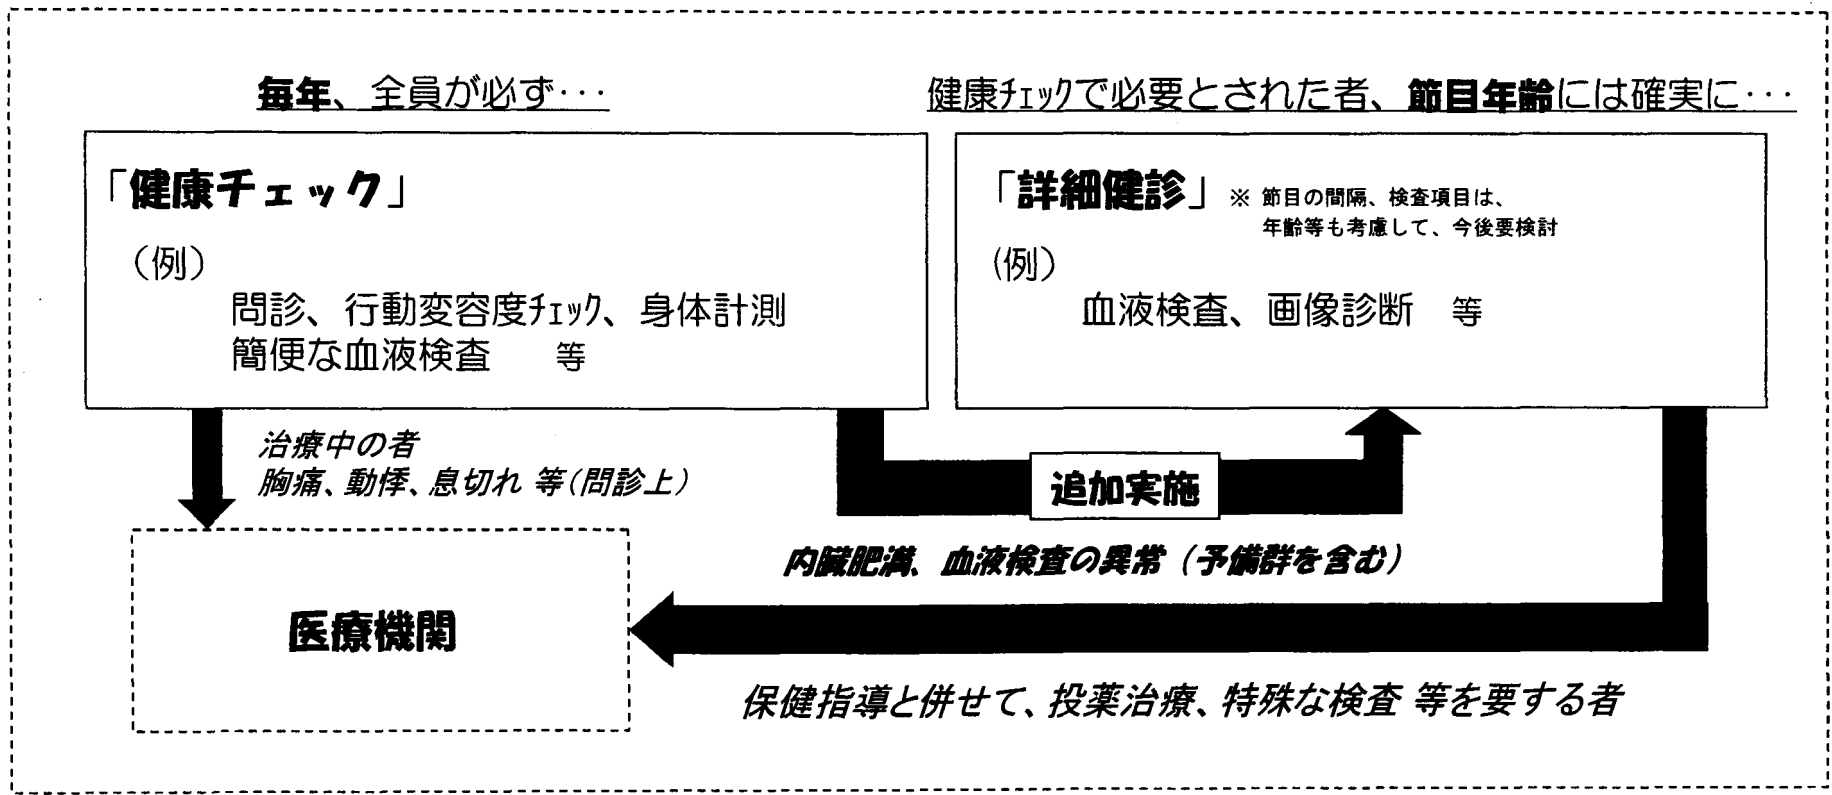 毎年、全員が必ず・・・
健康ﾁｪｯｸで必要とされた者、節目年齢には確実に・・・
「健康チェック」
（例）
問診、行動変容度ﾁｪｯｸ、身体計測
簡便な血液検査　等
「詳細健診」
※ 節目の間隔、検査項目は、
年齢等も考慮して、今後要検討
（例）
血液検査、画像診断　等
治療中の者
胸痛、動悸、息切れ 等（問診上）
追加実施
内臓肥満、血液検査の異常（予備群を含む）
医療機関
保健指導と併せて、投薬治療、特殊な検査 等を要する者